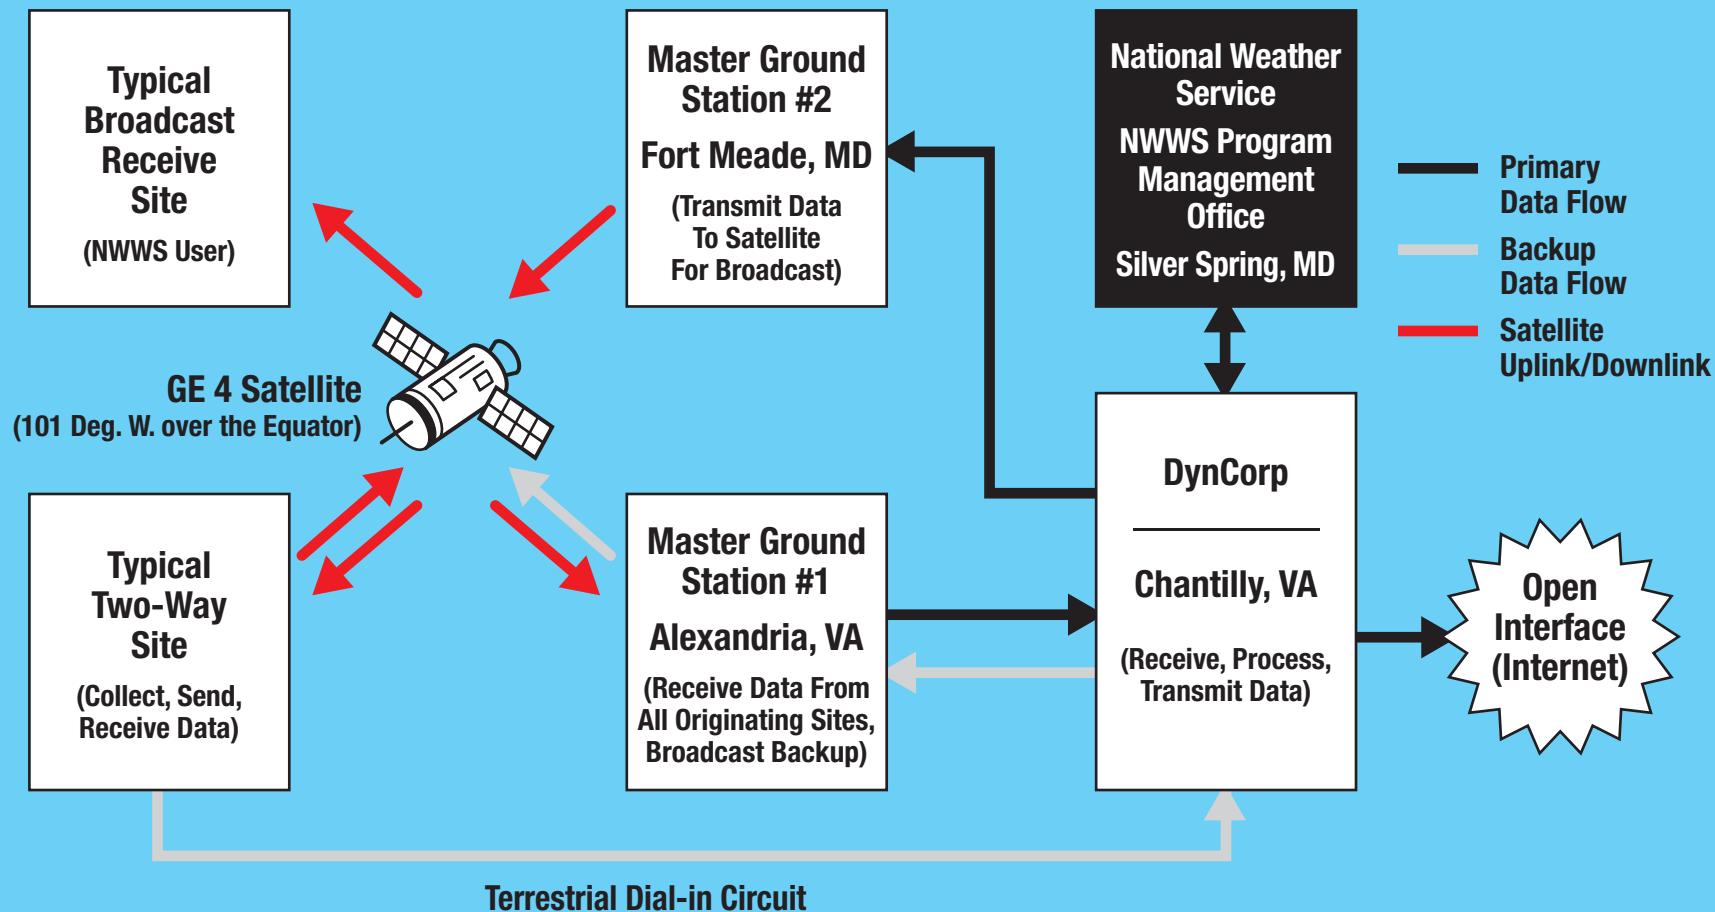 Typical
Broadcast
Receive
Site
(NWWS User)
Master Ground
Station #2
Fort Meade, MD
(Transmit Data
To Satellite
For Broadcast)
National Weather
Service
NWWS Program
Management
Office
Silver Spring, MD
Primary
Data Flow
Backup
Data Flow
Satellite
Uplink/Downlink
GE 4 Satellite
(101 Deg. W. over the Equator)
Typical
Two-Way
Site
(Collect, Send,
Receive Data)
Master Ground
Station #1
Alexandria, VA
(Receive Data From
All Originating Sites,
Broadcast Backup)
DynCorp
Chantilly, VA
(Receive, Process,
Transmit Data)
Open
Interface
(Internet)
Terrestrial Dial-in Circuit